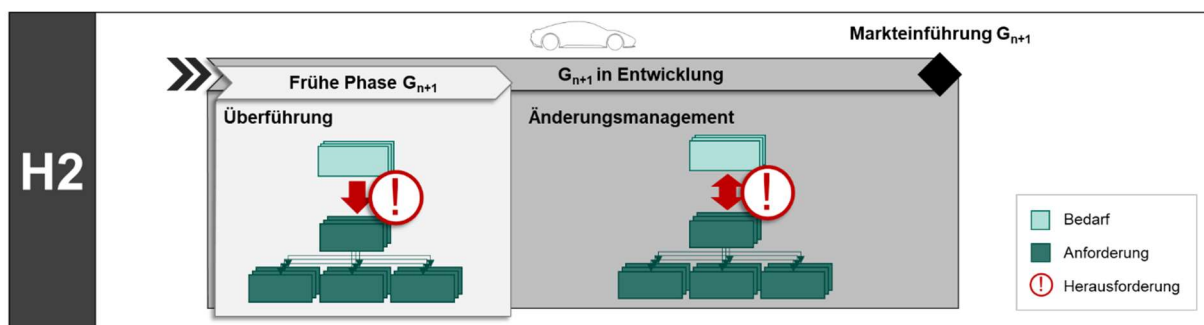 H2
Markteinführung Gn+1
Frühe Phase Gn+1
Gn+1 in Entwicklung
Überführung
Änderungsmanagement
!
!
Bedarf
Anforderung
! Herausforderung